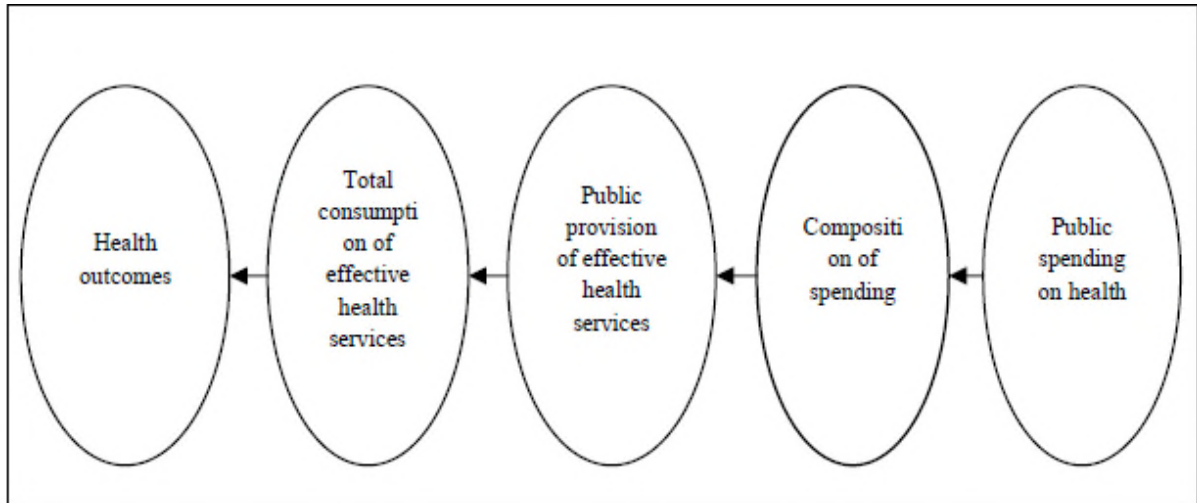 Health
outcomes
Total
consumpti
on of
effective
health
services
Public
provision
of effective
health
services
Compositi
on of
spending
Public
spending
on health